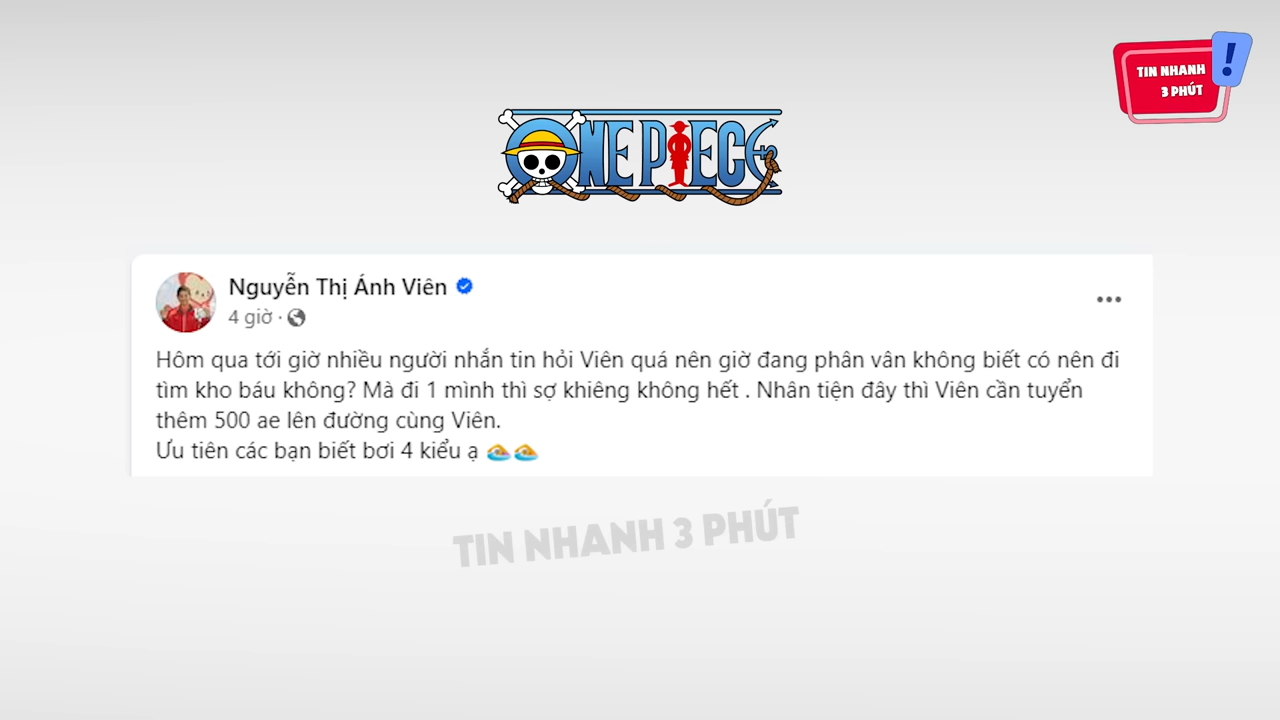 TIN NHANH
3 PHÚT
!
ONE PIECE
Nguyễn Thị Ánh Viên
4 giờ ·
Hôm qua tới giờ nhiều người nhắn tin hỏi Viên quá nên giờ đang phân vân không biết có nên đi
tìm kho báu không? Mà đi 1 mình thì sợ khiêng không hết . Nhân tiện đây thì Viên cần tuyển
thêm 500 ae lên đường cùng Viên.
Ưu tiên các bạn biết bơi 4 kiểu ạ
TIN NHANH 3 PHÚT